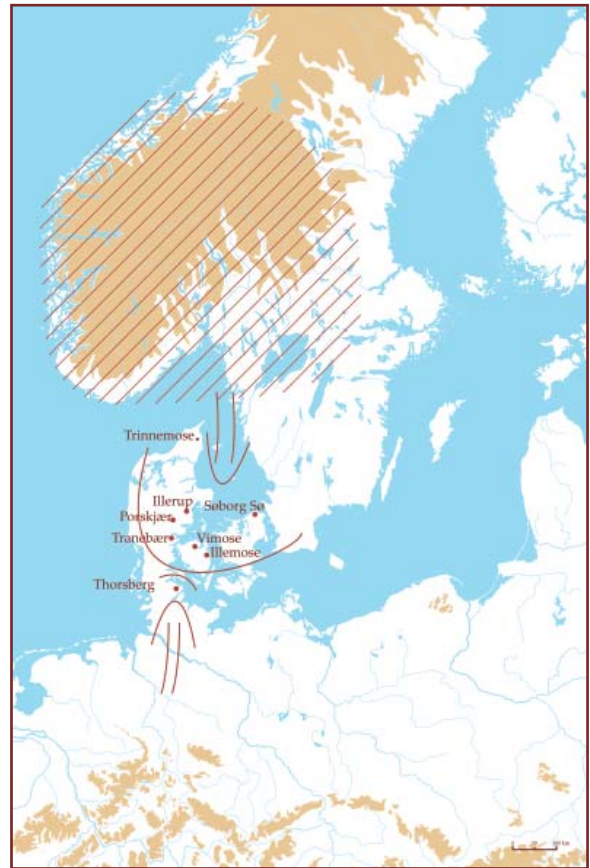 Trinnemose
Illerup
Søborg Sø
Porskjær
Tranebær
Vimose
Illemose
Thorsberg